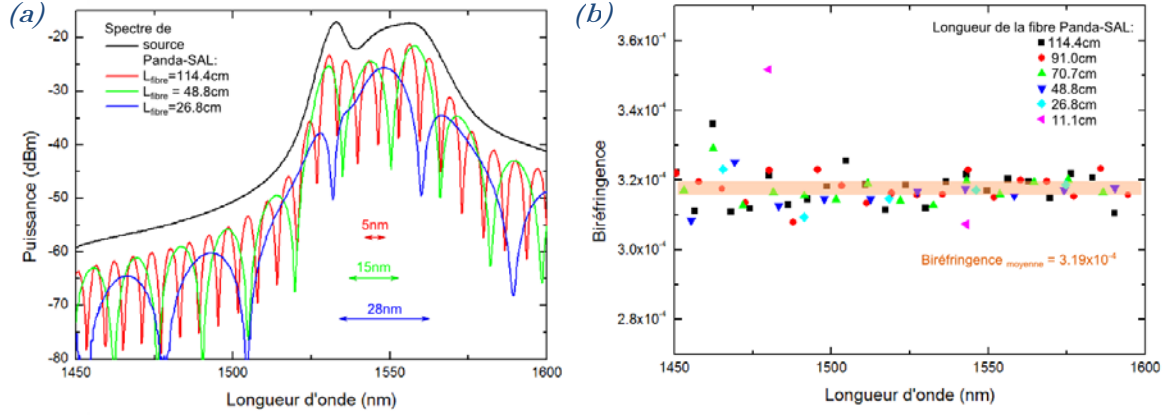 (a)
Spectre de
source
Panda-SAL:
Lfibre=114.4cm
Lfibre = 48.8cm
Lfibre=26.8cm
-20
-30
-40
-50
-60
-70
-80
Puissance (dBm)
5nm
15nm
28nm
1450
1500
1550
1600
Longueur d'onde (nm)
(b)
Longueur de la fibre Panda-SAL:
114.4cm
91.0cm
70.7cm
48.8cm
26.8cm
11.1cm
3.6x10-4
3.4x10-4
3.2x10-4
3.0x10-4
2.8x10-4
Biréfringence
Biréfringence moyenne = 3.19x10-4
1450
1500
1550
1600
Longueur d'onde (nm)